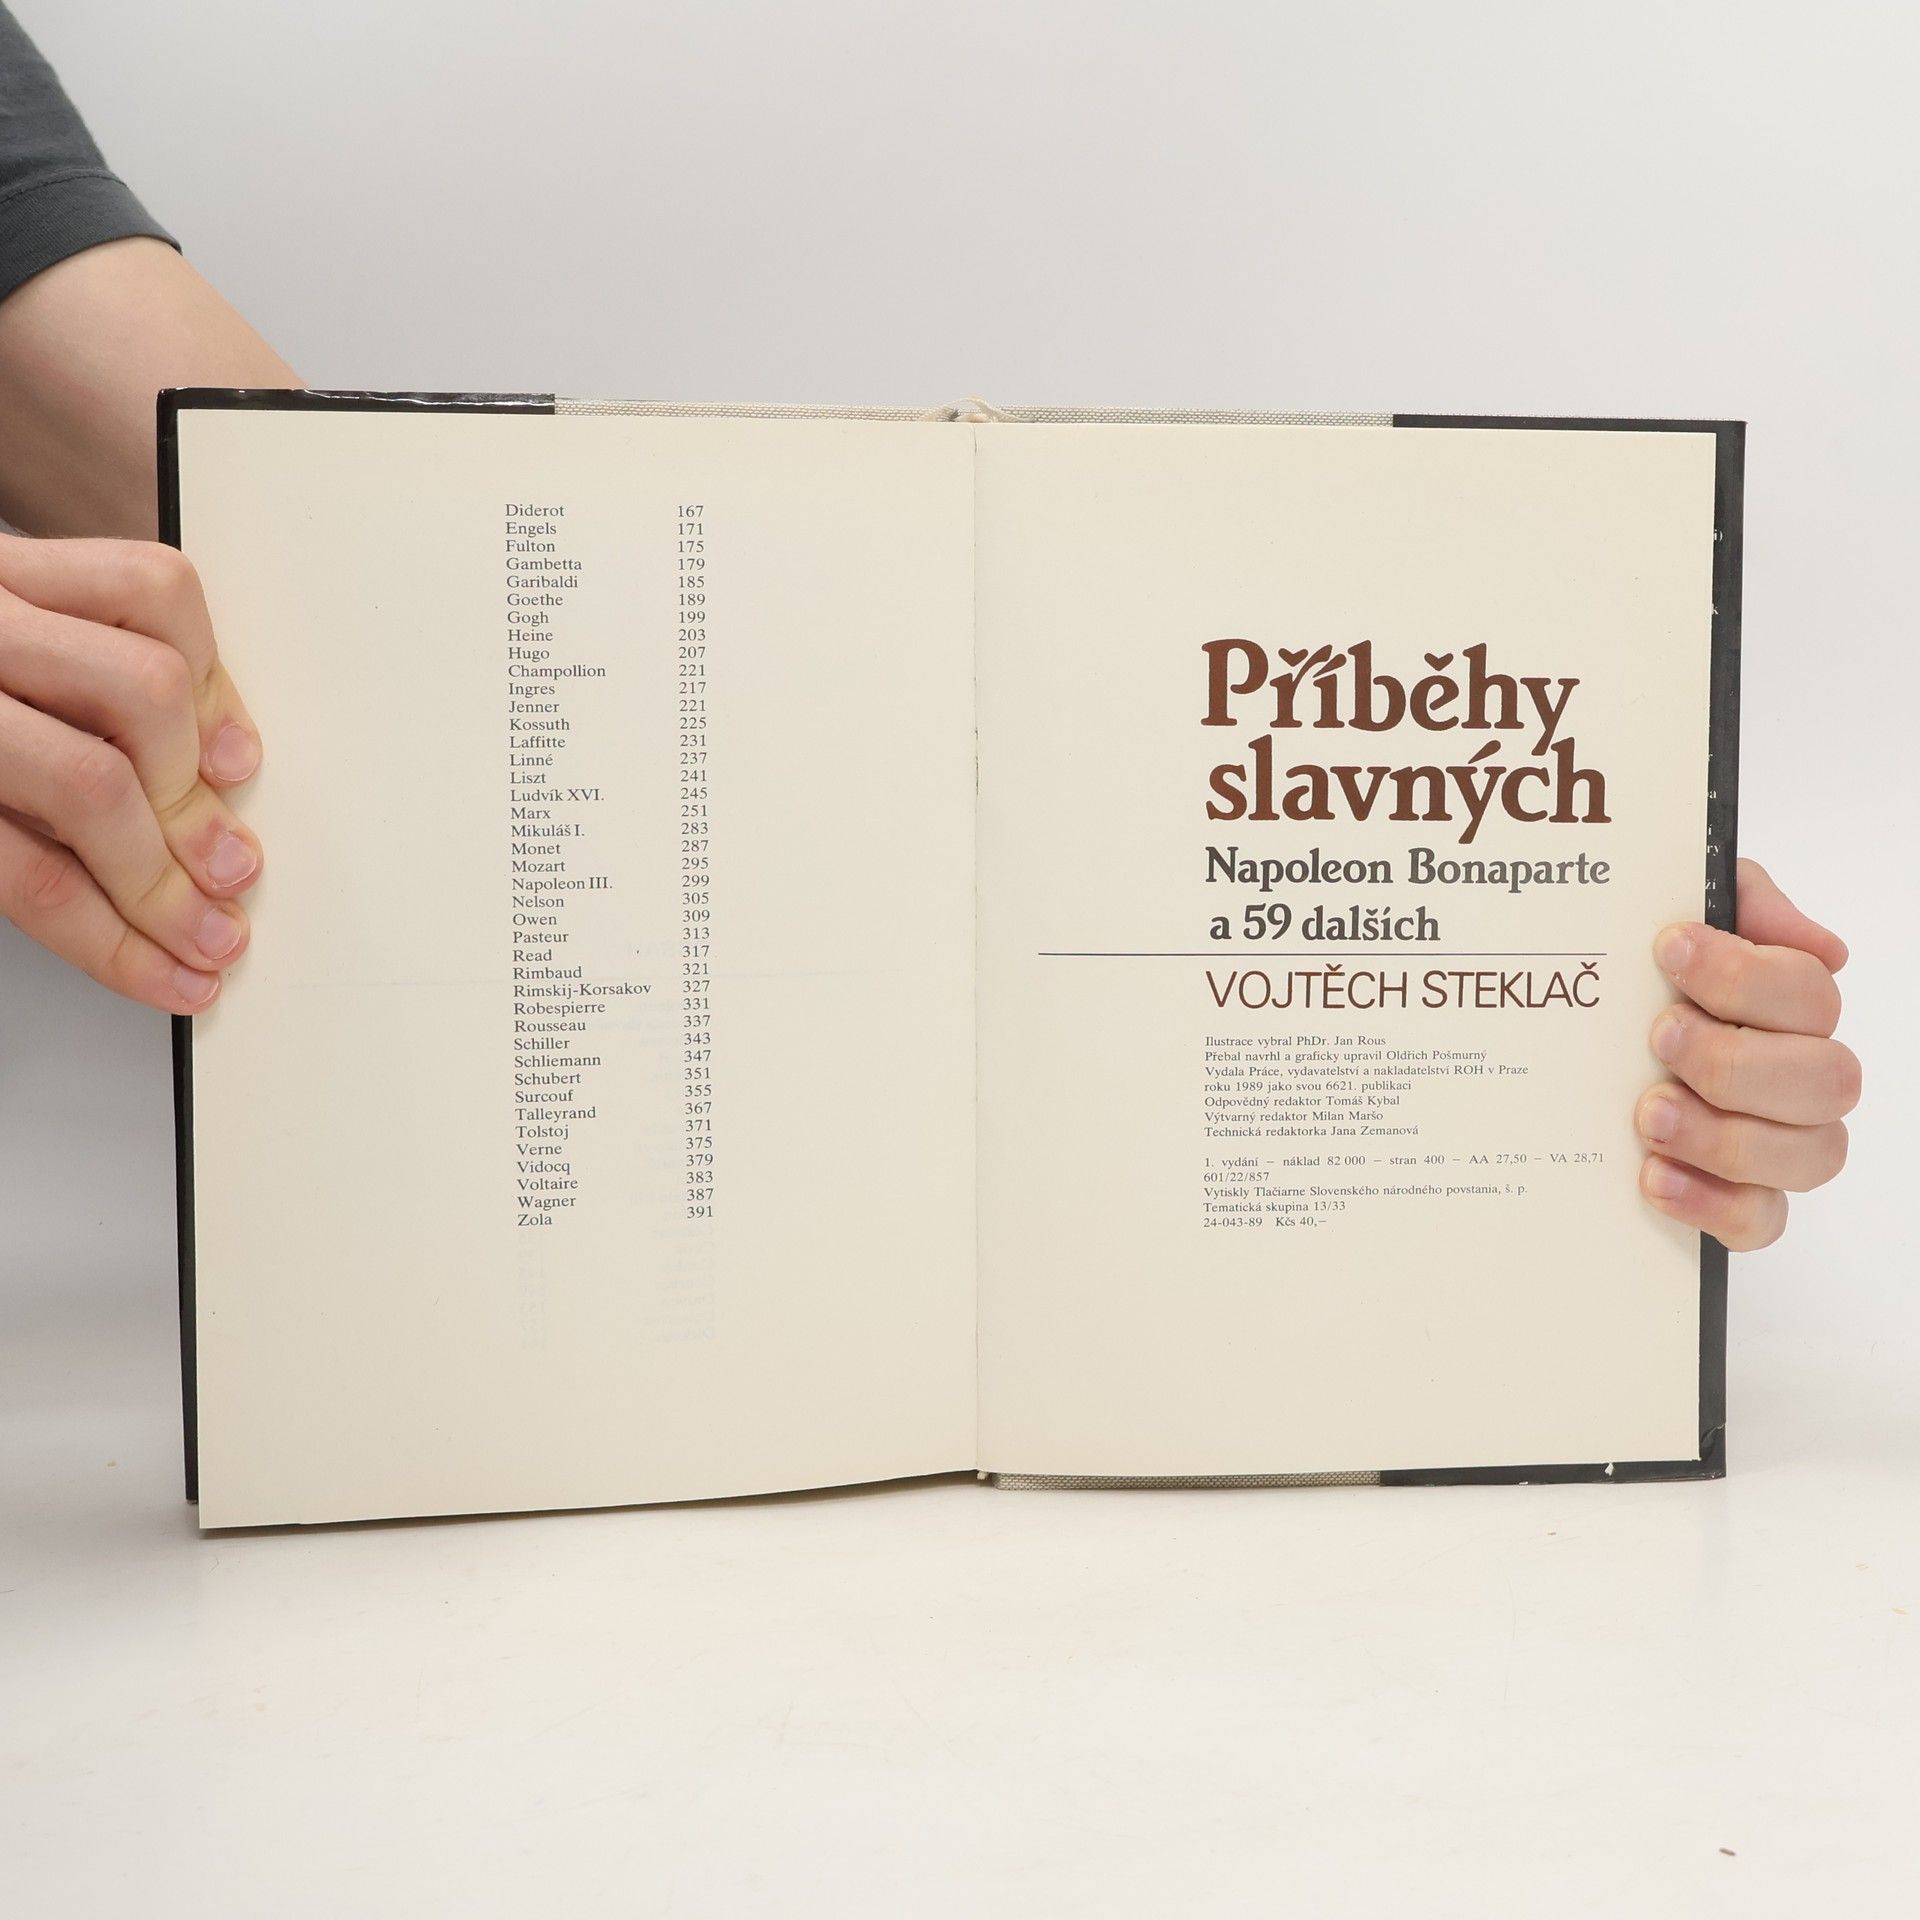 Diderot 167
Engels 171
Fulton 175
Gambetta 179
Garibaldi 185
Goethe 189
Gogh 199
Heine 203
Hugo 207
Champollion 221
Ingres 217
Jenner 221
Kossuth 225
Laffitte 231
Linné 237
Liszt 241
Ludvík XVI. 245
Marx 251
Mikuláš I. 283
Monet 287
Mozart 295
Napoleon III. 299
Nelson 305
Owen 309
Pasteur 313
Read 317
Rimbaud 321
Rimskij-Korsakov 327
Robespierre 331
Rousseau 337
Schiller 343
Schliemann 347
Schubert 351
Surcouf 355
Talleyrand 367
Tolstoj 371
Verne 375
Vidocq 379
Voltaire 383
Wagner 387
Zola 391
Příběhy
slavných
Napoleon Bonaparte
a 59 dalších
VOJTĚCH STEKLAČ
Ilustrace vybral PhDr. Jan Rous
Přebal navrhl a graficky upravil Oldřich Pošmurný
Vydala Práce, vydavatelství a nakladatelství ROH v Praze
roku 1989 jako svou 6621. publikaci
Odpovědný redaktor Tomáš Kybal
Výtvarný redaktor Milan Maršo
Technická redaktorka Jana Zemanová
1. vydání – náklad 82 000 – stran 400 – AA 27,50 – VA 28,71
601/22/857
Vytiskly Tlačiarne Slovenského národného povstania, š. p.
Tematická skupina 13/33
24-043-89 Kčs 40,–